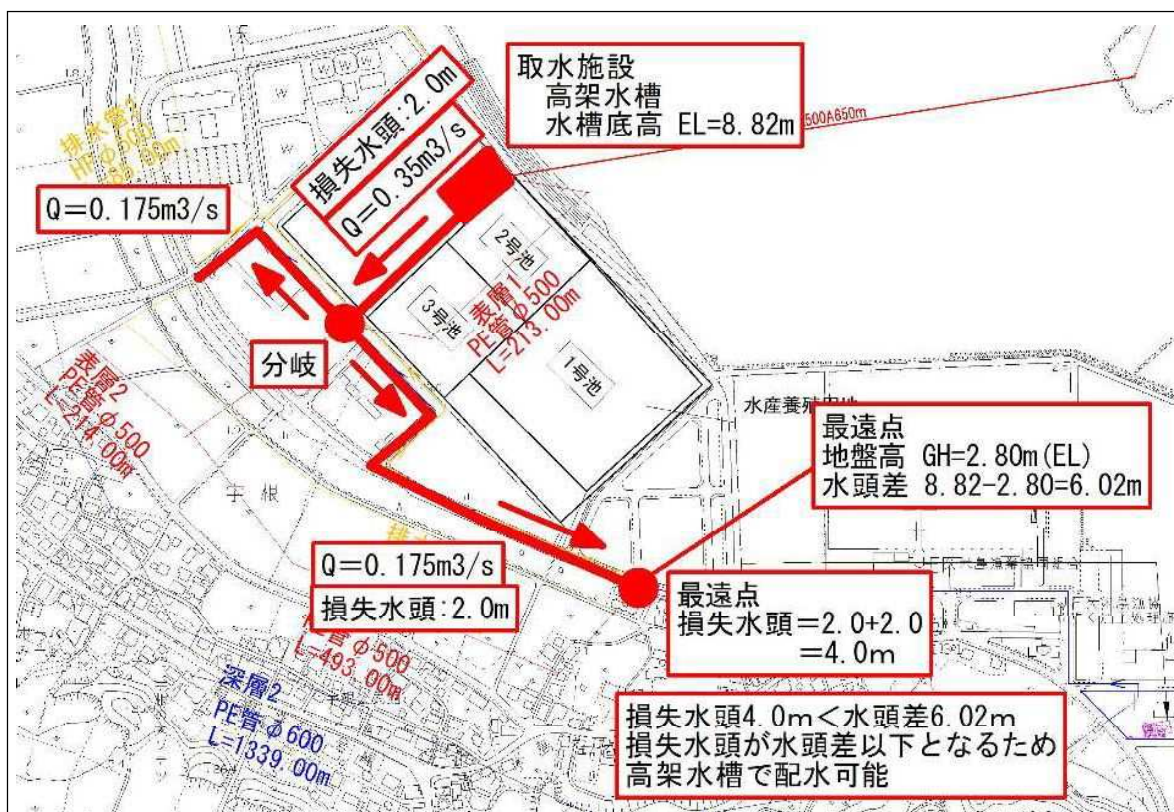 取水施設
高架水槽
水槽底高 EL=8.82m
500A650m
損失水頭:2.0m
Q=0.35m3/s
排水管3
HPφ500
Q=0.175m3/s
2号池
3号池
1号池
表層1
PE管φ500
L=213.00m
分岐
表層2
PE管φ500
L=214.00m
水産養殖団地
宇根
最遠点
地盤高 GH=2.80m(EL)
水頭差 8.82-2.80=6.02m
Q=0.175m3/s
損失水頭:2.0m
最遠点
損失水頭=2.0+2.0
=4.0m
φ500
L=493.00m
深層2
PE管φ600
L=1339.00m
損失水頭4.0m<水頭差6.02m
損失水頭が水頭差以下となるため
高架水槽で配水可能